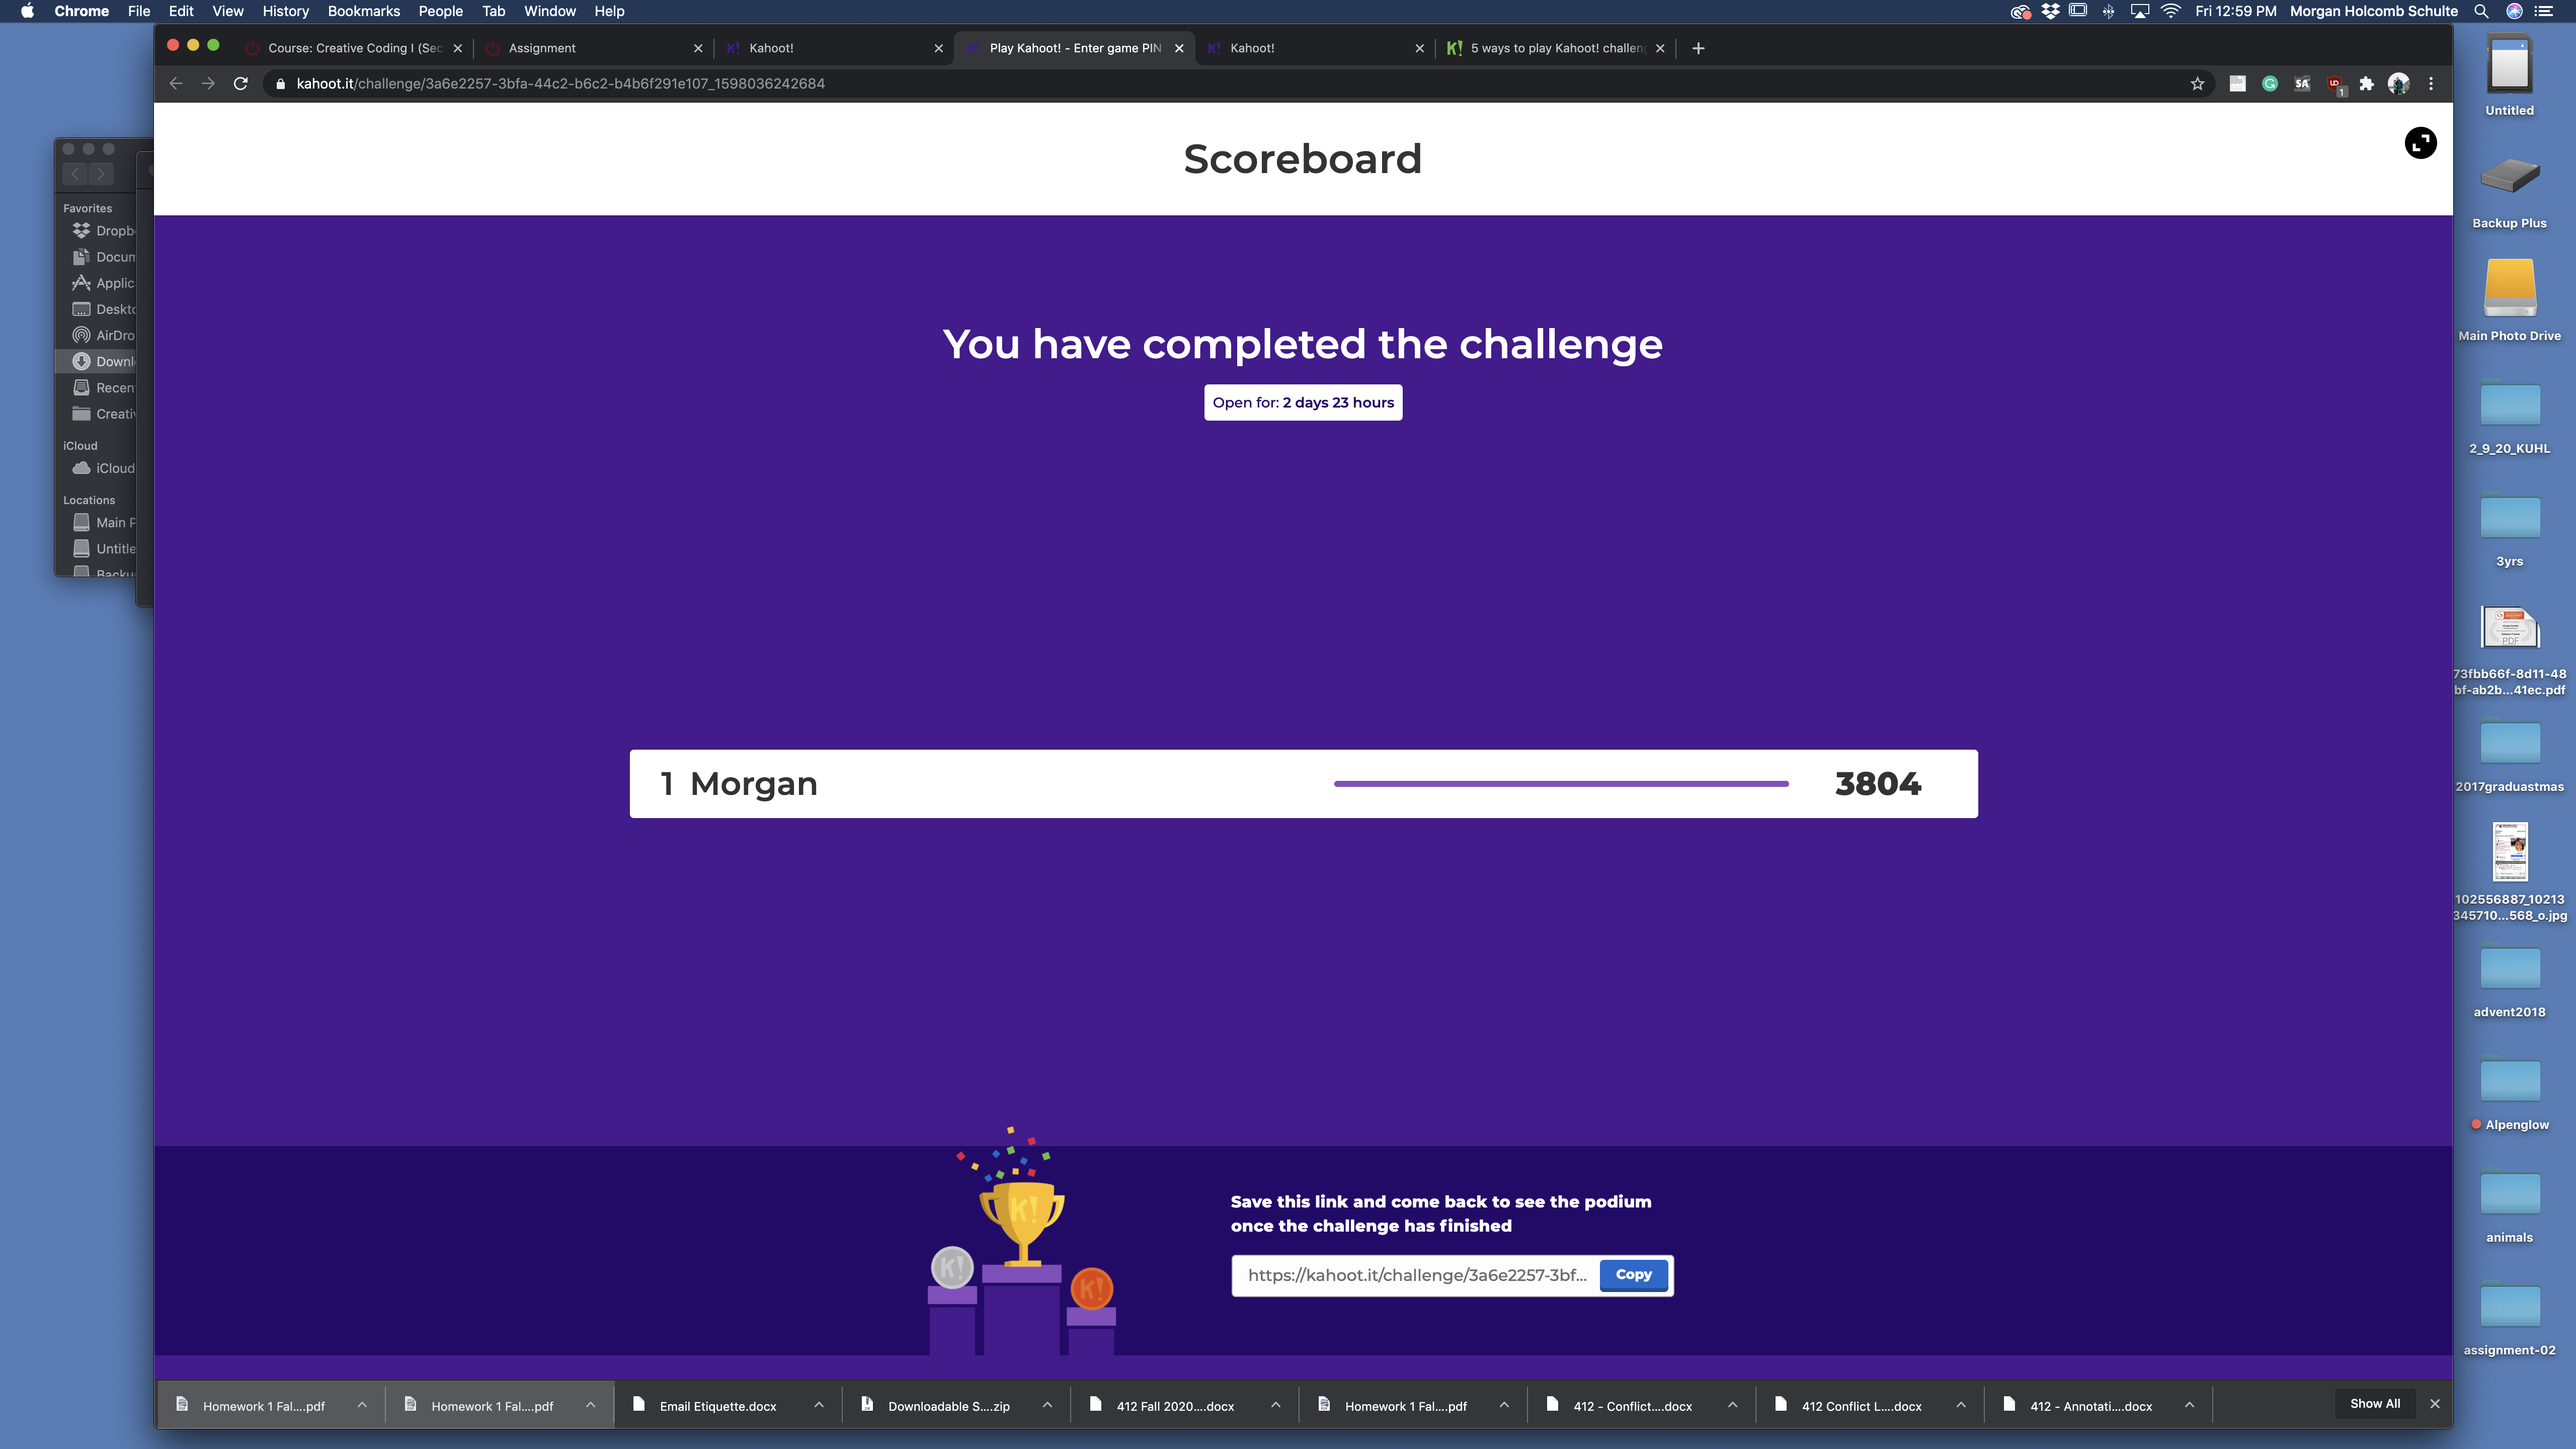 Chrome File Edit View History Bookmarks People Tab Window Help
Fri 12:59 PM Morgan Holcomb Schulte
Course: Creative Coding I (Sec
Assignment
Kahoot!
Play Kahoot! - Enter game PIN
Kahoot!
5 ways to play Kahoot! challen
kahoot.it/challenge/3a6e2257-3bfa-44c2-b6c2-b4b6f291e107_1598036242684
Scoreboard
You have completed the challenge
Open for: 2 days 23 hours
1 Morgan 3804
Save this link and come back to see the podium
once the challenge has finished
https://kahoot.it/challenge/3a6e2257-3bf... Copy
K!
K!
K!
Favorites
Dropb
Docum
Applic
Deskto
AirDro
Downl
Recen
Creativ
iCloud
iCloud
Locations
Main P
Untitle
Backu
Untitled
Backup Plus
Main Photo Drive
2_9_20_KUHL
3yrs
PDF
73fbb66f-8d11-48
bf-ab2b...41ec.pdf
2017graduastmas
102556887_10213
345710...568_o.jpg
advent2018
Alpenglow
animals
assignment-02
Homework 1 Fal....pdf
Homework 1 Fal....pdf
Email Etiquette.docx
Downloadable S....zip
412 Fall 2020....docx
Homework 1 Fal....pdf
412 - Conflict....docx
412 Conflict L....docx
412 - Annotati....docx
Show All